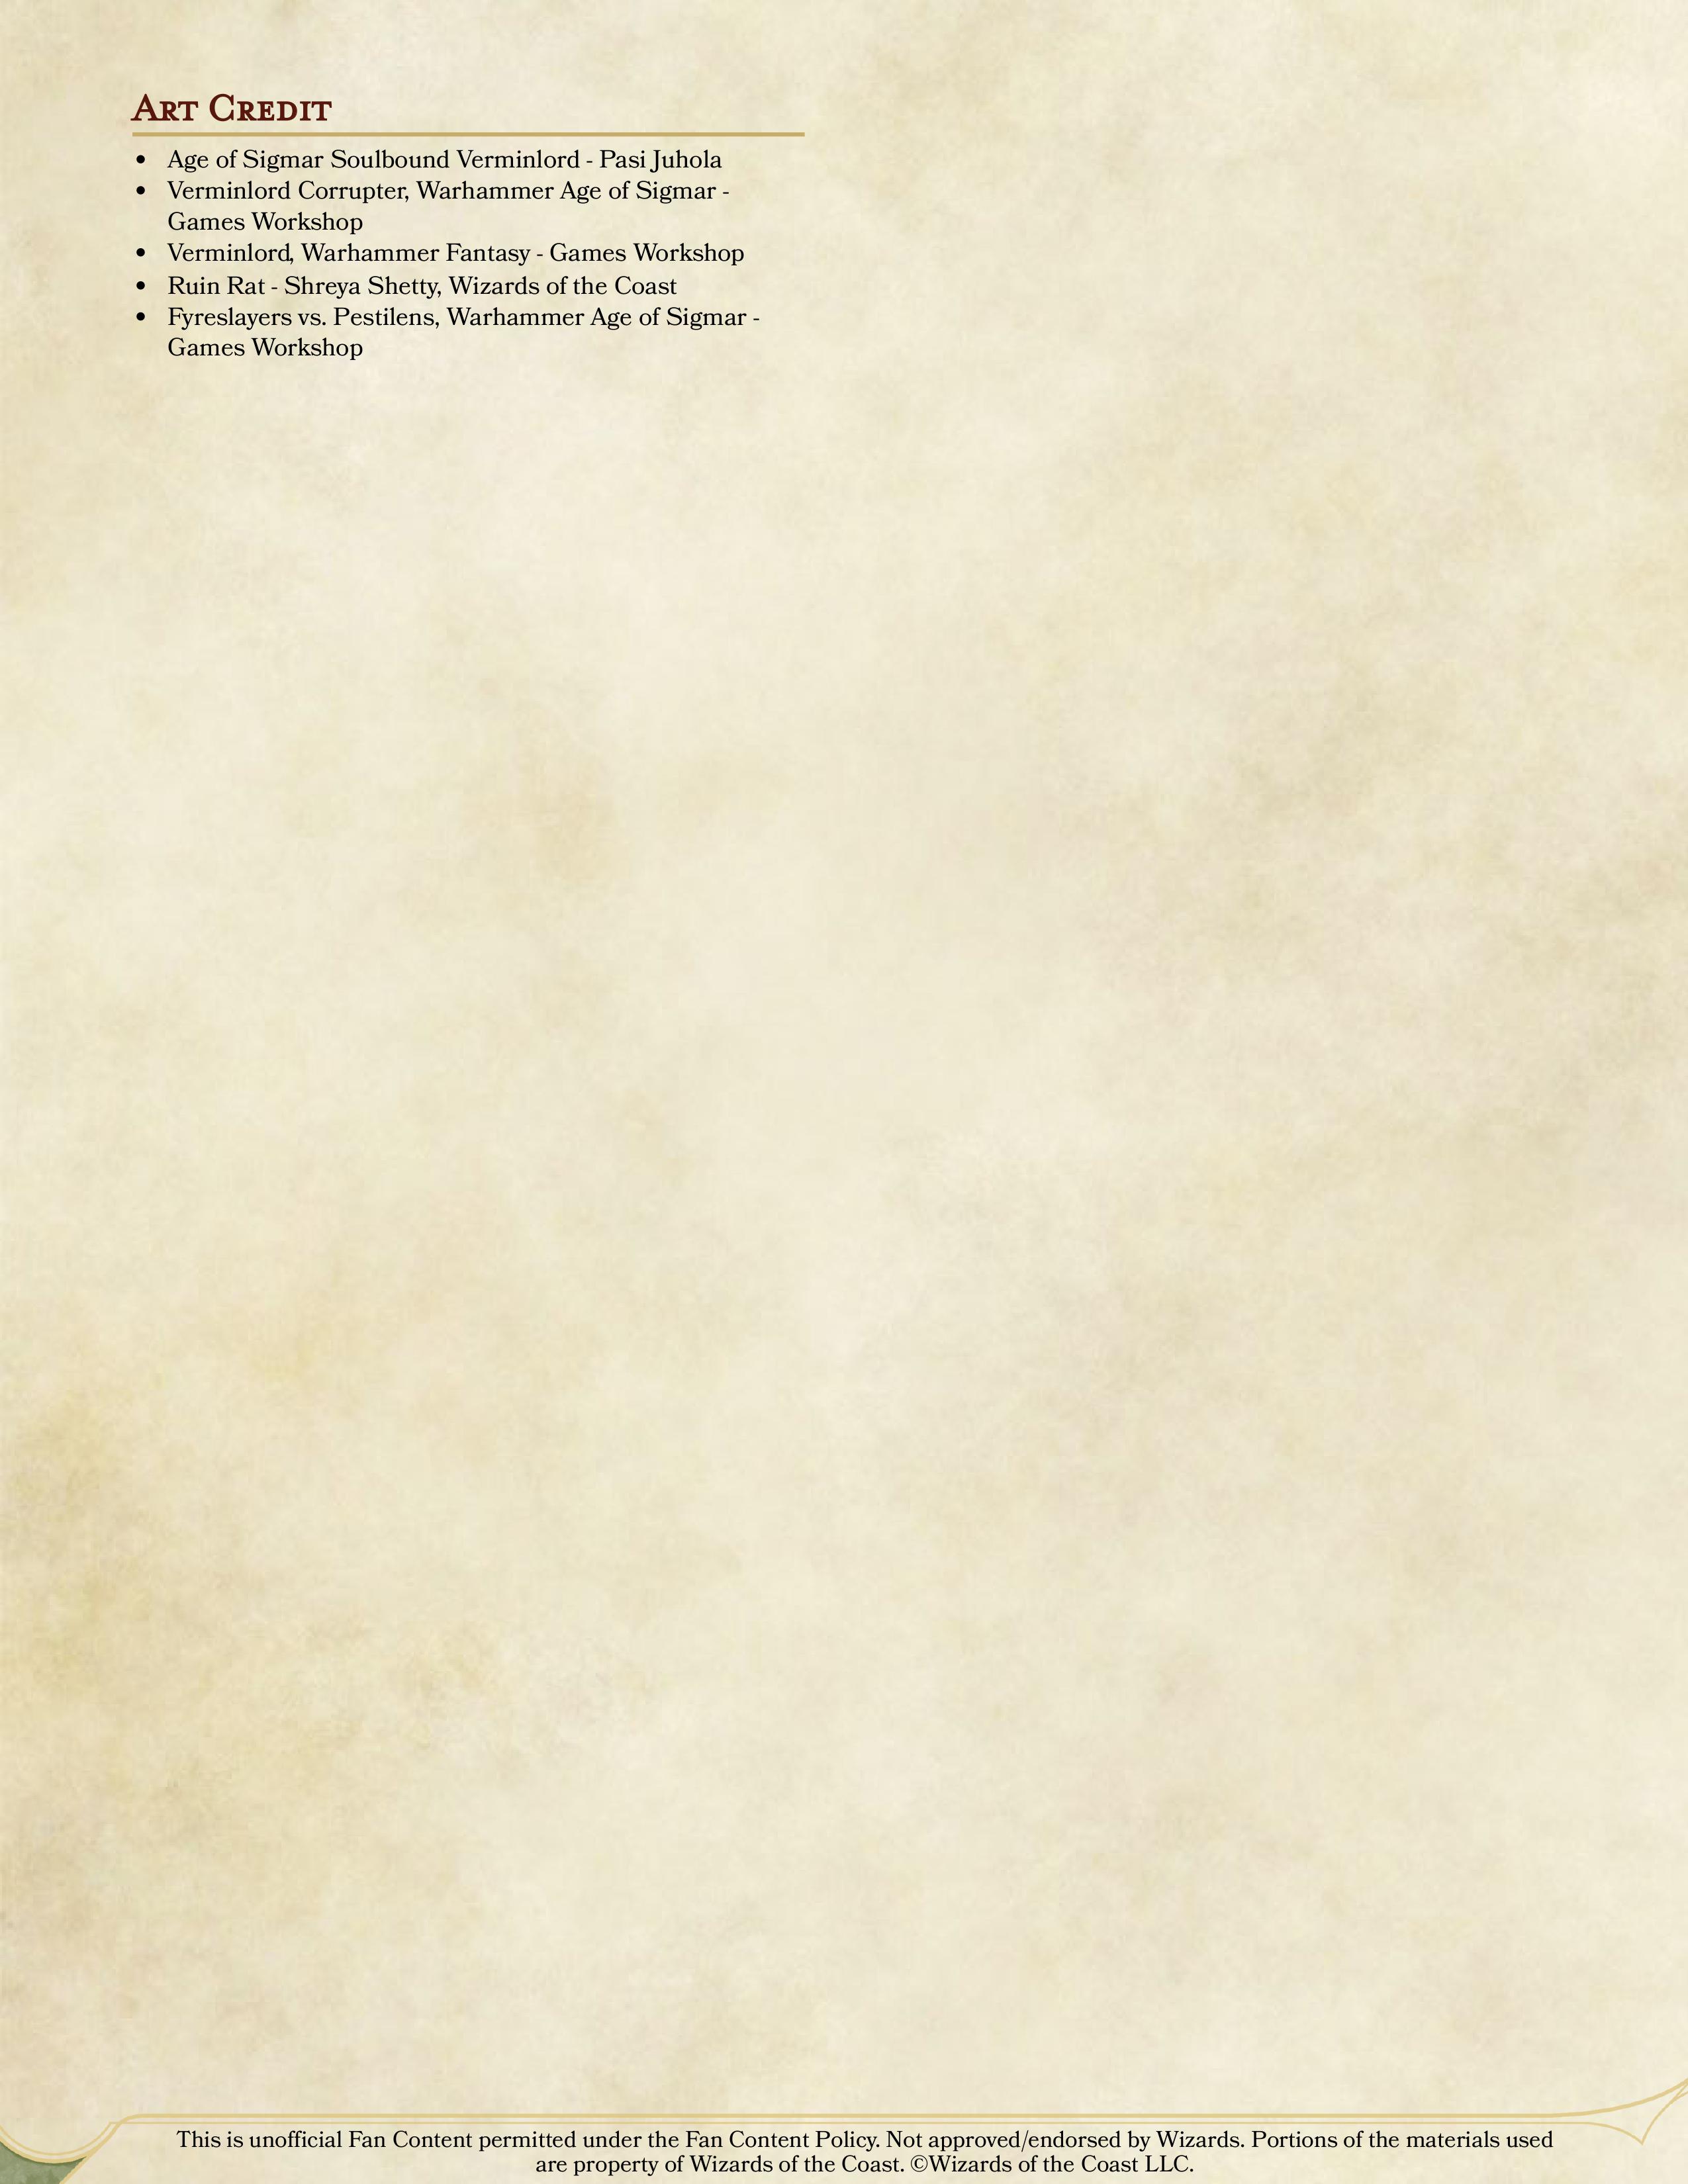 Art Credit
• Age of Sigmar Soulbound Verminlord - Pasi Juhola
• Verminlord Corrupter, Warhammer Age of Sigmar -
Games Workshop
• Verminlord, Warhammer Fantasy - Games Workshop
• Ruin Rat - Shreya Shetty, Wizards of the Coast
• Fyreslayers vs. Pestilens, Warhammer Age of Sigmar -
Games Workshop
This is unofficial Fan Content permitted under the Fan Content Policy. Not approved/endorsed by Wizards. Portions of the materials used
are property of Wizards of the Coast. ©Wizards of the Coast LLC.